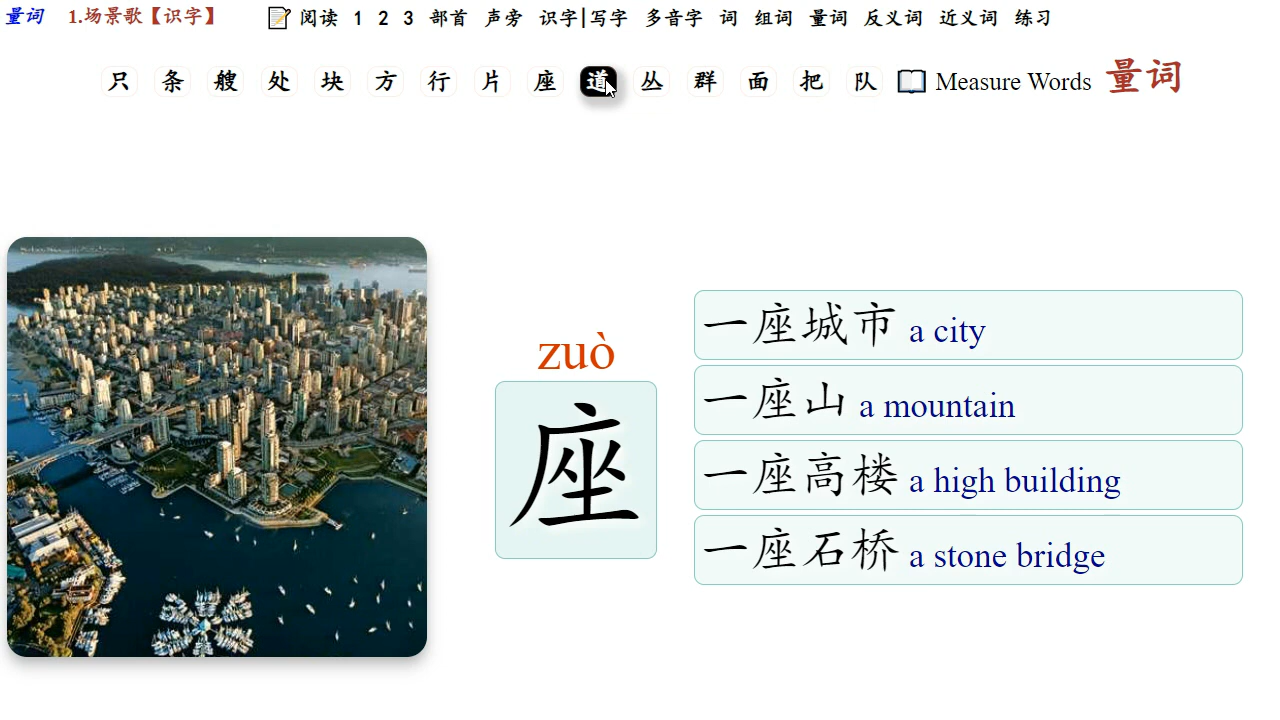 量词 1.场景歌【识字】 📝 阅读 1 2 3 部首 声旁 识字|写字 多音字 词 组词 量词 反义词 近义词 练习
只 条 艘 处 块 方 行 片 座 道 丛 群 面 把 队 📖 Measure Words 量词
zuò
座
一座城市 a city
一座山 a mountain
一座高楼 a high building
一座石桥 a stone bridge